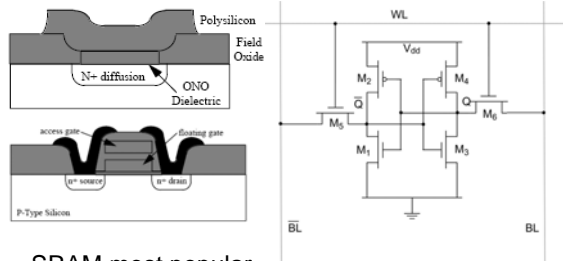 Polysilicon
Field
Oxide
N+ diffusion
ONO
Dielectric
access gate
floating gate
n+ source
n+ drain
P-Type Silicon
WL
Vdd
M2
M4
Q
Q
M5
M6
M1
M3
BL
BL